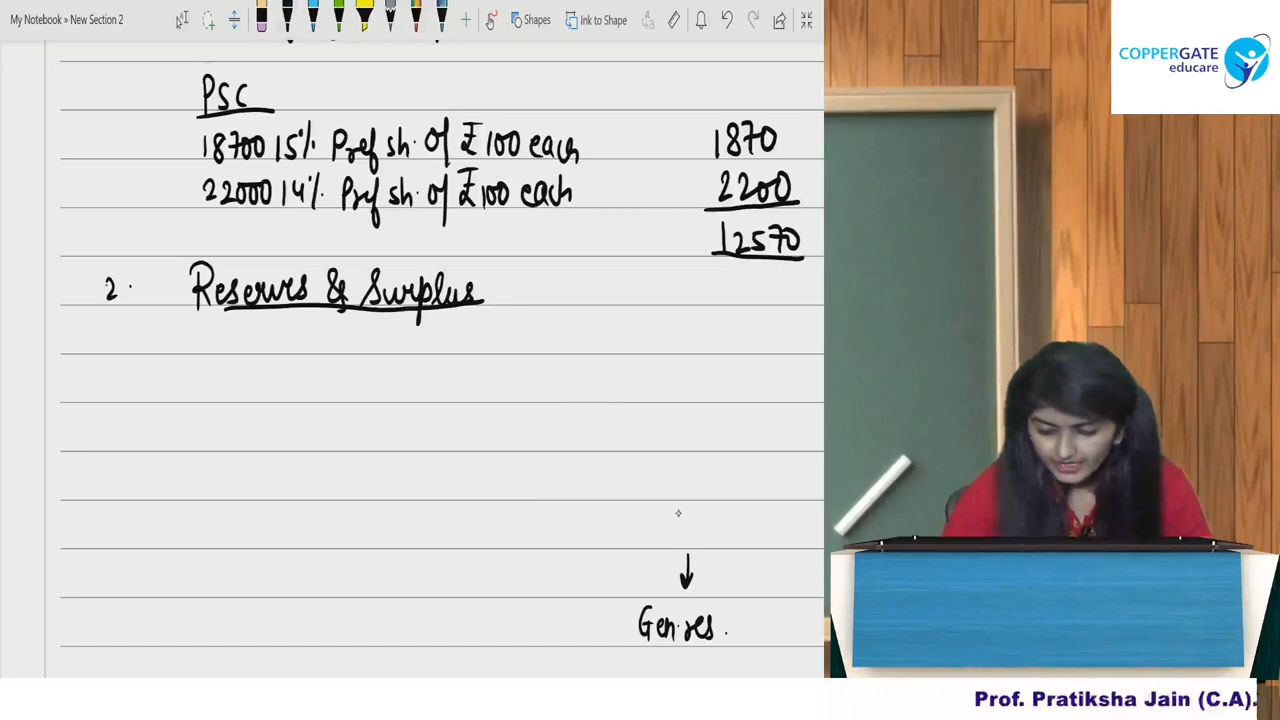 My Notebook » New Section 2
Shapes
Ink to Shape
PSC
18700 15% Pref sh. of ₹100 each 1870
22000 14% Pref sh. of ₹100 each 2200
12570
2. Reserves & Surplus
Gen. res.
COPPERGATE
educare
Prof. Pratiksha Jain (C.A).